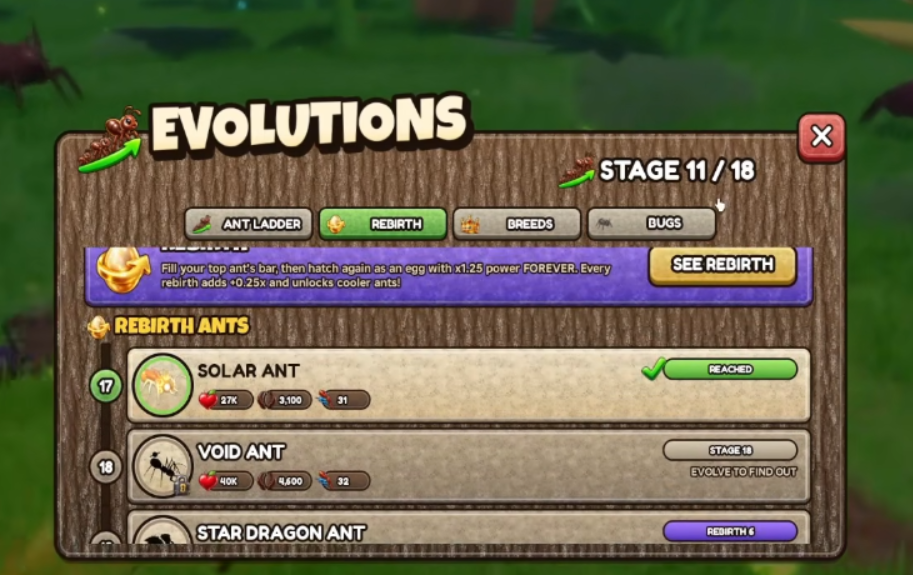 EVOLUTIONS
STAGE 11 / 18
ANT LADDER
REBIRTH
BREEDS
BUGS
REBIRTH
Fill your top ant's bar, then hatch again as an egg with x1.25 power FOREVER. Every
rebirth adds +0.25x and unlocks cooler ants!
SEE REBIRTH
REBIRTH ANTS
17
SOLAR ANT
27K
3,100
31
REACHED
18
VOID ANT
40K
4,600
32
STAGE 18
EVOLVE TO FIND OUT
STAR DRAGON ANT
REBIRTH 6